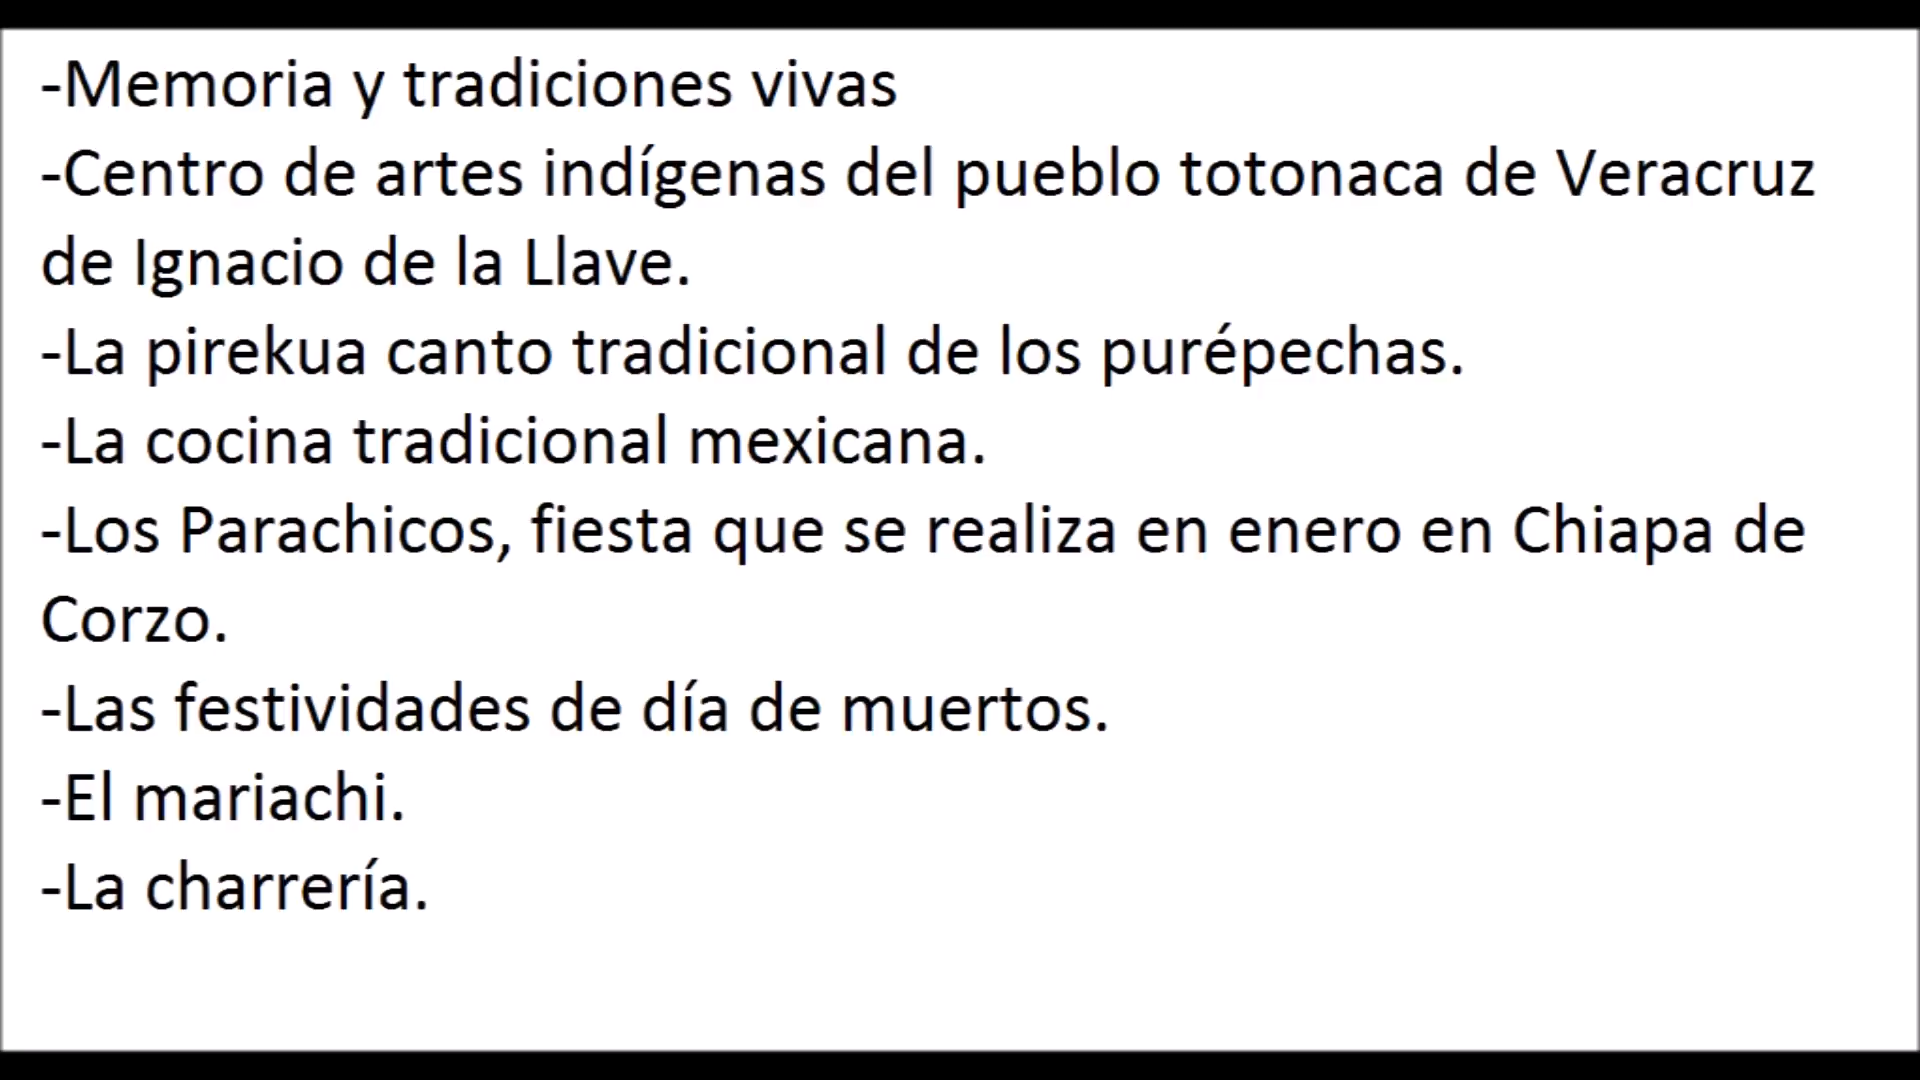 -Memoria y tradiciones vivas
-Centro de artes indígenas del pueblo totonaca de Veracruz
de Ignacio de la Llave.
-La pirekua canto tradicional de los purépechas.
-La cocina tradicional mexicana.
-Los Parachicos, fiesta que se realiza en enero en Chiapa de
Corzo.
-Las festividades de día de muertos.
-El mariachi.
-La charrería.